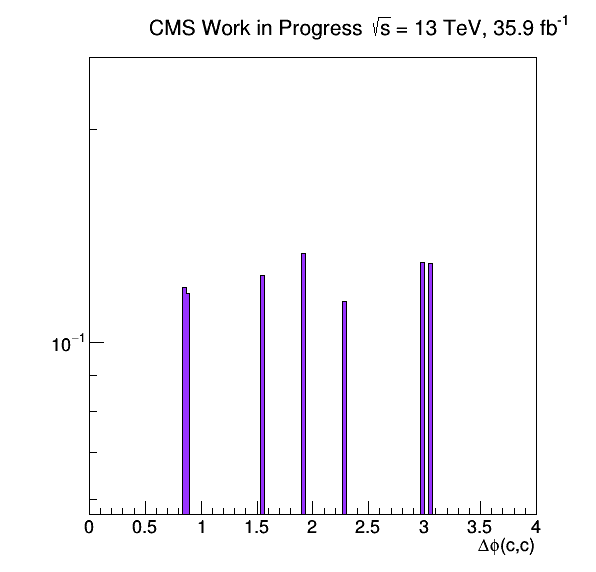 CMS Work in Progress √s = 13 TeV, 35.9 fb⁻¹
10⁻¹
0 0.5 1 1.5 2 2.5 3 3.5 4
Δϕ(c,c)